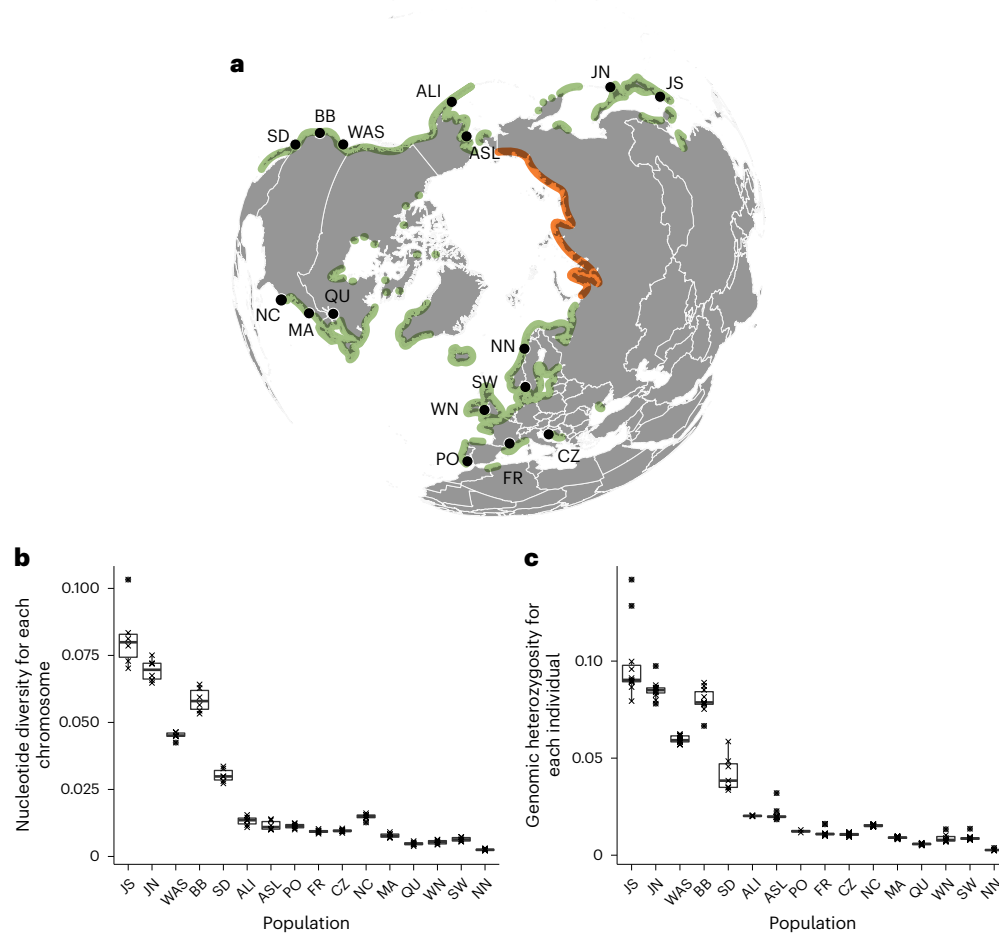 a
ALI
JN
JS
BB
SD
WAS
ASL
QU
NC
MA
NN
SW
WN
PO
CZ
FR
b
Nucleotide diversity for each
chromosome
0.100
0.075
0.050
0.025
0
JS JN WAS BB SD ALI ASL PO FR CZ NC MA QU WN SW NN
Population
c
Genomic heterozygosity for
each individual
0.10
0.05
0
JS JN WAS BB SD ALI ASL PO FR CZ NC MA QU WN SW NN
Population